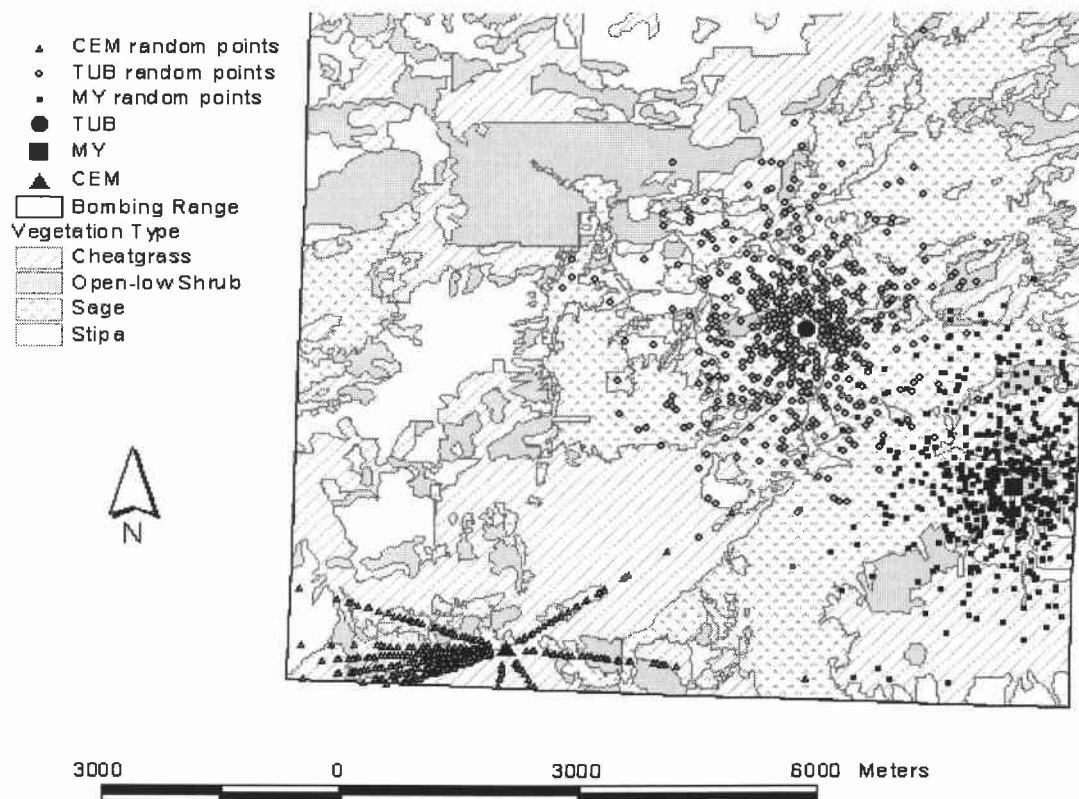 CEM random points
TUB random points
MY random points
TUB
MY
CEM
Bombing Range
Vegetation Type
Cheatgrass
Open-low Shrub
Sage
Stipa
N
3000 0 3000 6000 Meters